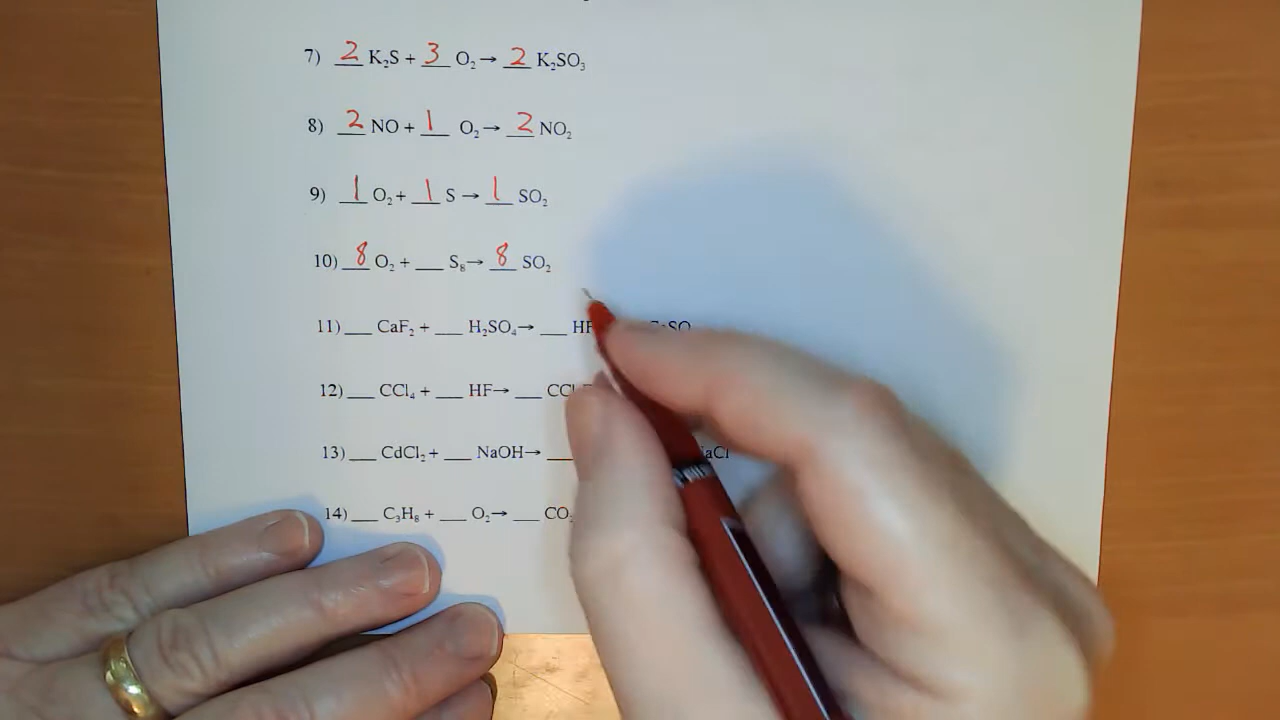 7) 2 K₂S + 3 O₂→ 2 K₂SO₃
8) 2 NO + 1 O₂→ 2 NO₂
9) 1 O₂ + 1 S → 1 SO₂
10) 8 O₂ + ___ S₈→ 8 SO₂
11) ___ CaF₂ + ___ H₂SO₄→ ___ HF
12) ___ CCl₄ + ___ HF→ ___
13) ___ CdCl₂ + ___ NaOH→ ___
14) ___ C₃H₈ + ___ O₂→ ___ CO₂